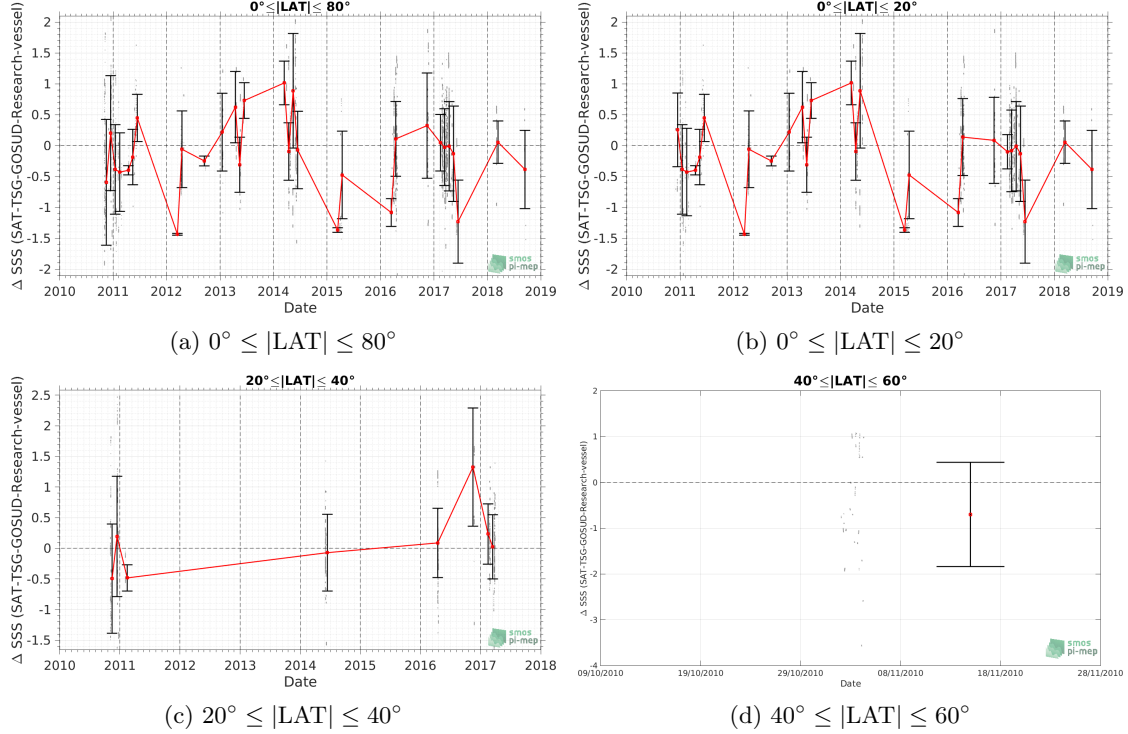 0°≤|LAT|≤ 80°
Δ SSS (SAT-TSG-GOSUD-Research-vessel)
2
1.5
1
0.5
0
-0.5
-1
-1.5
-2
2010 2011 2012 2013 2014 2015 2016 2017 2018 2019
Date
smos
pi-mep
(a) 0° ≤ |LAT| ≤ 80°
0°≤|LAT|≤ 20°
Δ SSS (SAT-TSG-GOSUD-Research-vessel)
2
1.5
1
0.5
0
-0.5
-1
-1.5
-2
2010 2011 2012 2013 2014 2015 2016 2017 2018 2019
Date
smos
pi-mep
(b) 0° ≤ |LAT| ≤ 20°
20°≤|LAT|≤ 40°
Δ SSS (SAT-TSG-GOSUD-Research-vessel)
2.5
2
1.5
1
0.5
0
-0.5
-1
-1.5
2010 2011 2012 2013 2014 2015 2016 2017 2018
Date
smos
pi-mep
(c) 20° ≤ |LAT| ≤ 40°
40°≤|LAT|≤ 60°
Δ SSS (SAT-TSG-GOSUD-Research-vessel)
2
1
0
-1
-2
-3
-4
09/10/2010 19/10/2010 29/10/2010 08/11/2010 18/11/2010 28/11/2010
Date
smos
pi-mep
(d) 40° ≤ |LAT| ≤ 60°